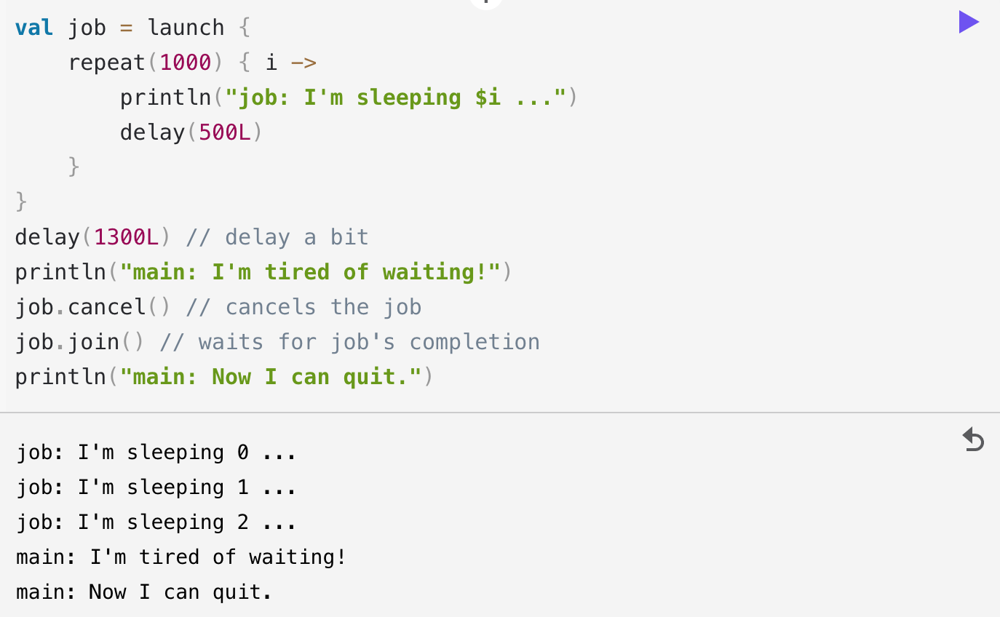 val job = launch {
    repeat(1000) { i ->
        println("job: I'm sleeping $i ...")
        delay(500L)
    }
}
delay(1300L) // delay a bit
println("main: I'm tired of waiting!")
job.cancel() // cancels the job
job.join() // waits for job's completion
println("main: Now I can quit.")
job: I'm sleeping 0 ...
job: I'm sleeping 1 ...
job: I'm sleeping 2 ...
main: I'm tired of waiting!
main: Now I can quit.